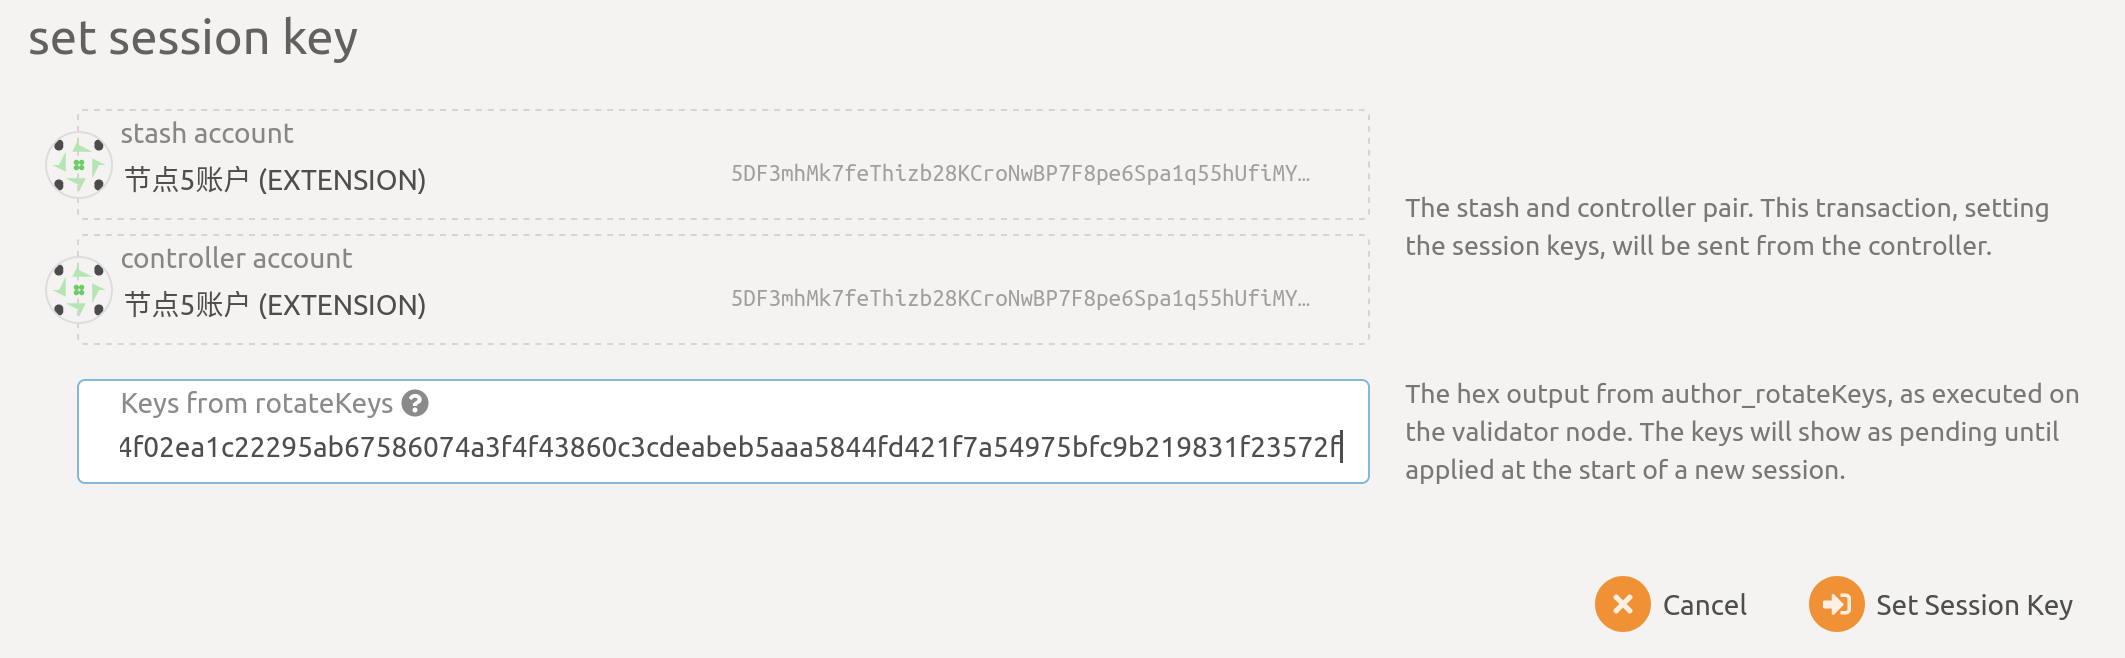 set session key
stash account
节点5账户 (EXTENSION)
5DF3mhMk7feThizb28KCroNwBP7F8pe6Spa1q55hUfiMY…
controller account
节点5账户 (EXTENSION)
5DF3mhMk7feThizb28KCroNwBP7F8pe6Spa1q55hUfiMY…
The stash and controller pair. This transaction, setting
the session keys, will be sent from the controller.
Keys from rotateKeys
4f02ea1c22295ab67586074a3f4f43860c3cdeabeb5aaa5844fd421f7a54975bfc9b219831f23572f
The hex output from author_rotateKeys, as executed on
the validator node. The keys will show as pending until
applied at the start of a new session.
Cancel
Set Session Key